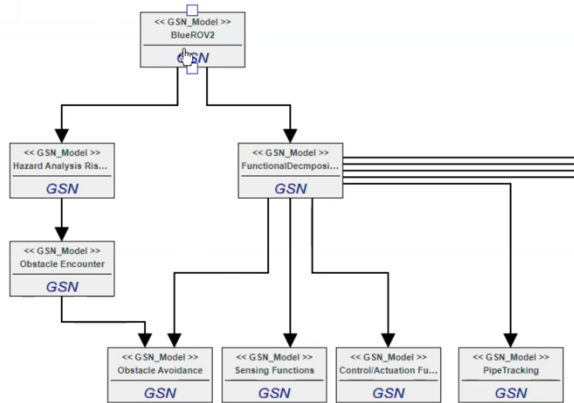 << GSN_Model >>
BlueROV2
GSN
<< GSN_Model >>
Hazard Analysis Ris...
GSN
<< GSN_Model >>
FunctionalDecmposi...
GSN
<< GSN_Model >>
Obstacle Encounter
GSN
<< GSN_Model >>
Obstacle Avoidance
GSN
<< GSN_Model >>
Sensing Functions
GSN
<< GSN_Model >>
Control/Actuation Fu...
GSN
<< GSN_Model >>
PipeTracking
GSN